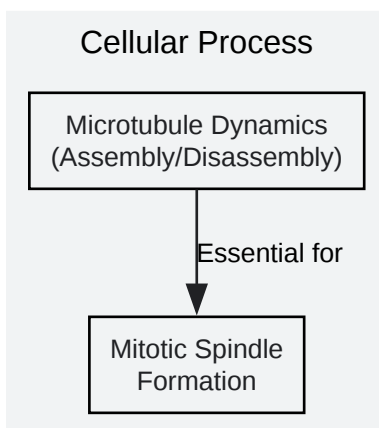 Cellular Process
Microtubule Dynamics
(Assembly/Disassembly)
Essential for
Mitotic Spindle
Formation